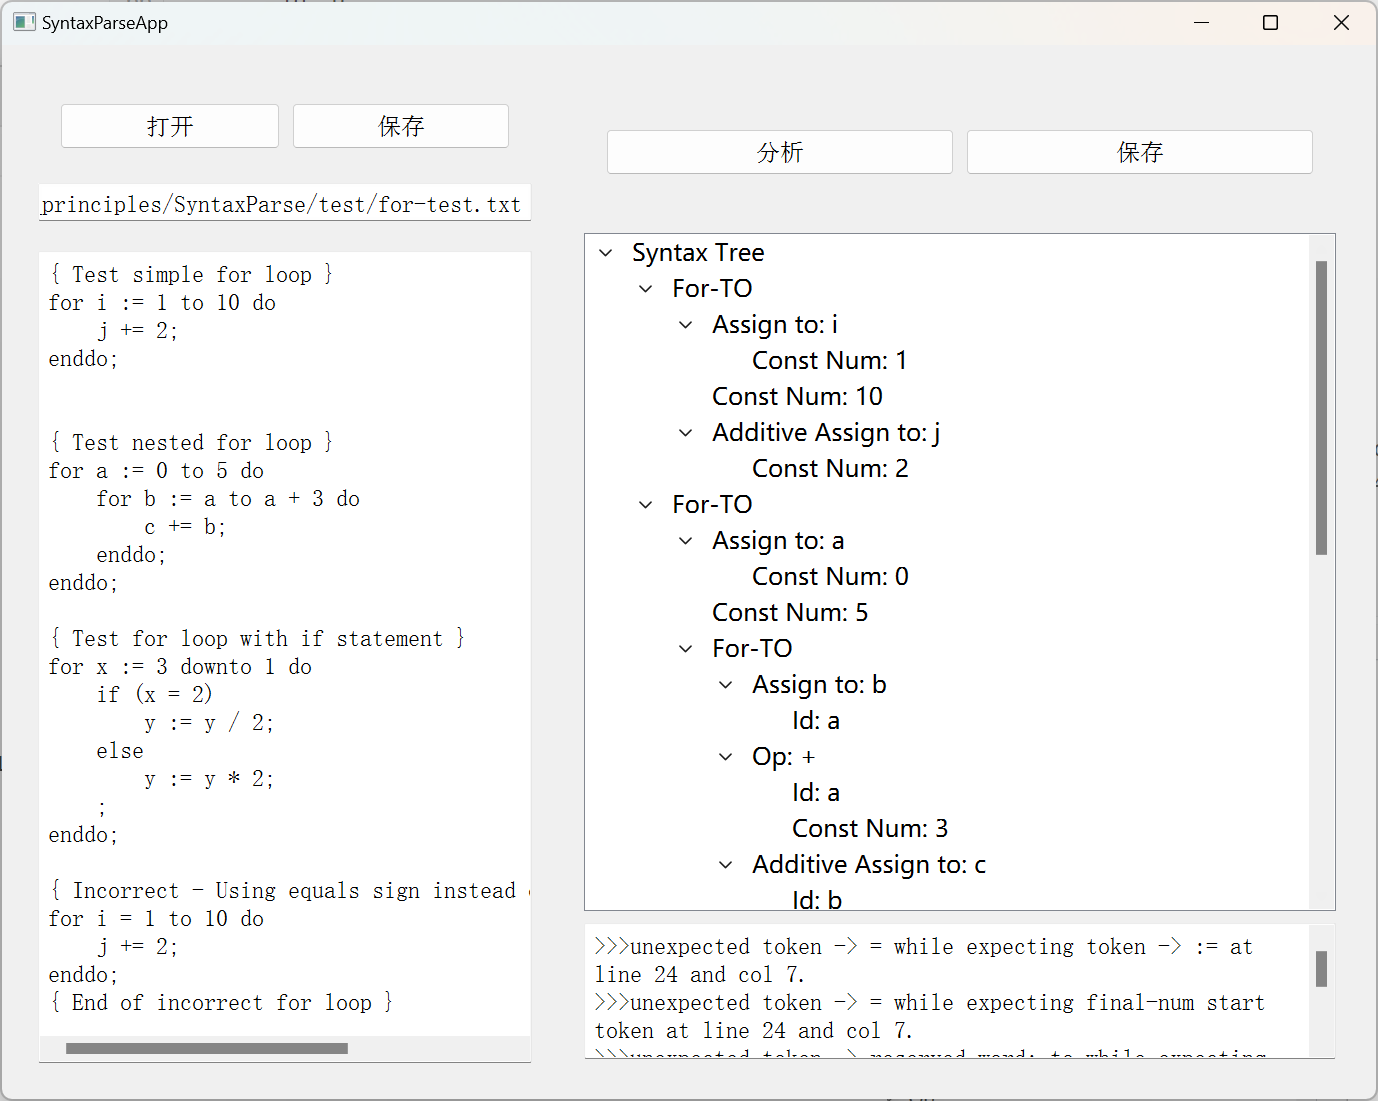 SyntaxParseApp
打开
保存
principles/SyntaxParse/test/for-test.txt
{ Test simple for loop }
for i := 1 to 10 do
    j += 2;
enddo;
{ Test nested for loop }
for a := 0 to 5 do
    for b := a to a + 3 do
        c += b;
    enddo;
enddo;
{ Test for loop with if statement }
for x := 3 downto 1 do
    if (x = 2)
        y := y / 2;
    else
        y := y * 2;
    ;
enddo;
{ Incorrect - Using equals sign instead
for i = 1 to 10 do
    j += 2;
enddo;
{ End of incorrect for loop }
分析
保存
Syntax Tree
For-TO
Assign to: i
Const Num: 1
Const Num: 10
Additive Assign to: j
Const Num: 2
For-TO
Assign to: a
Const Num: 0
Const Num: 5
For-TO
Assign to: b
Id: a
Op: +
Id: a
Const Num: 3
Additive Assign to: c
Id: b
>>>unexpected token -> = while expecting token -> := at
line 24 and col 7.
>>>unexpected token -> = while expecting final-num start
token at line 24 and col 7.
>>>unexpected token -> reserved word: to while expecting